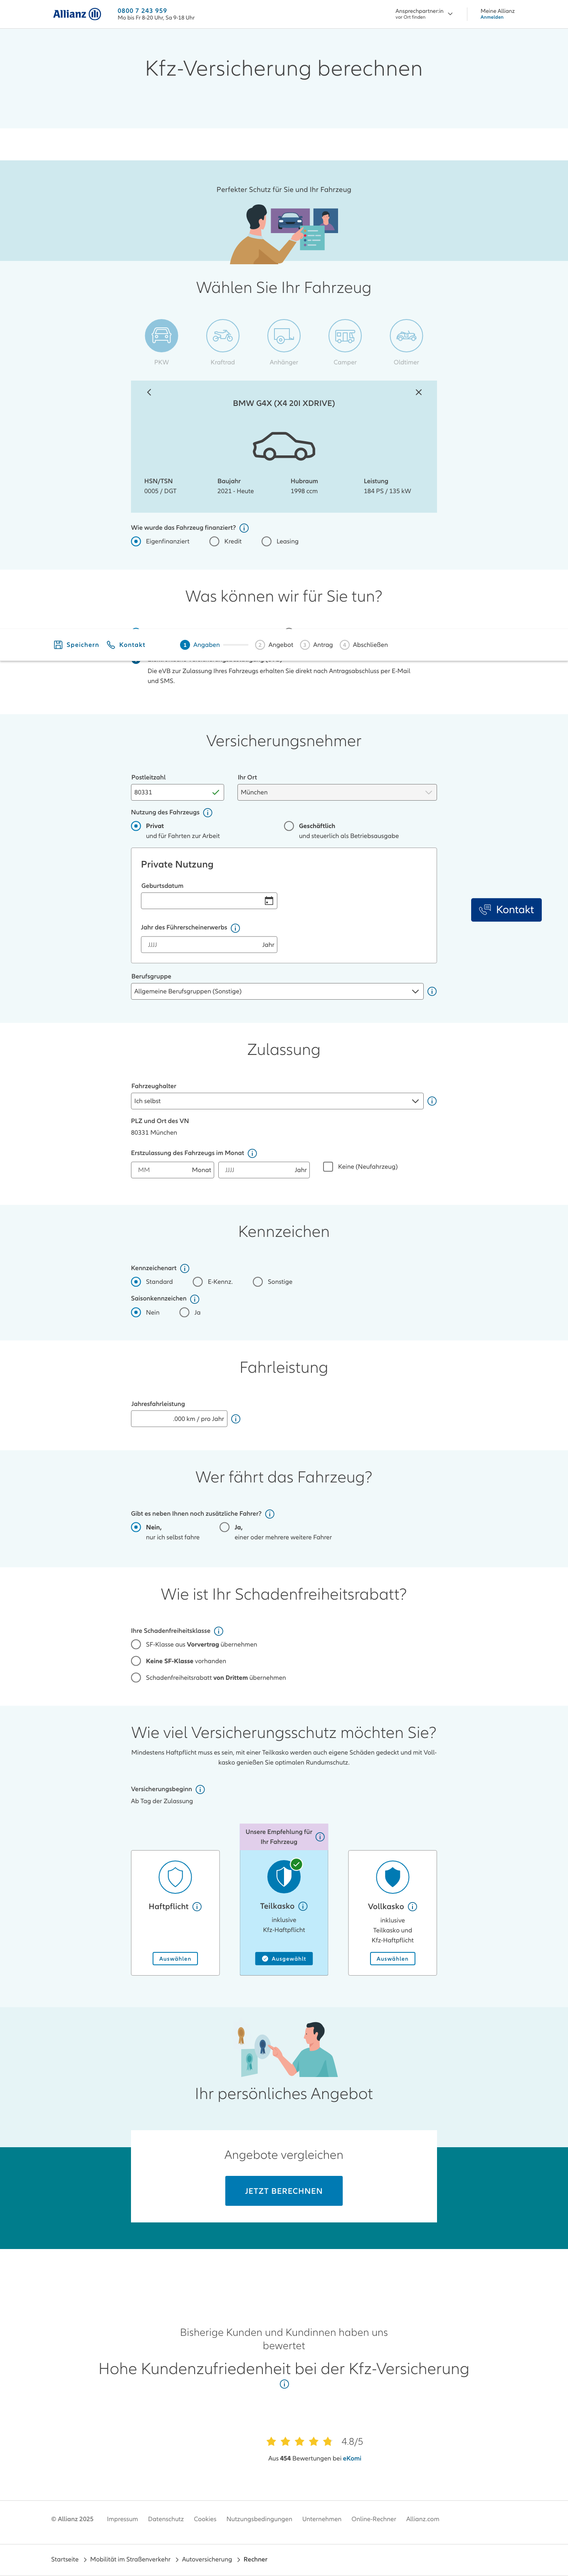 Allianz
0800 7 243 959
Mo bis Fr 8-20 Uhr, Sa 9-18 Uhr
Ansprechpartner:in
vor Ort finden
Meine Allianz
Anmelden
Kfz-Versicherung berechnen
Perfekter Schutz für Sie und Ihr Fahrzeug
Wählen Sie Ihr Fahrzeug
PKW Kraftrad Anhänger Camper Oldtimer
BMW G4X (X4 20I XDRIVE)
HSN/TSN Baujahr Hubraum Leistung
0005 / DGT 2021 - Heute 1998 ccm 184 PS / 135 kW
Wie wurde das Fahrzeug finanziert?
Eigenfinanziert Kredit Leasing
Was können wir für Sie tun?
Speichern Kontakt 1 Angaben 2 Angebot 3 Antrag 4 Abschließen
Die eVB zur Zulassung Ihres Fahrzeugs erhalten Sie direkt nach Antragsabschluss per E-Mail
und SMS.
Versicherungsnehmer
Postleitzahl Ihr Ort
80331 München
Nutzung des Fahrzeugs
Privat Geschäftlich
und für Fahrten zur Arbeit und steuerlich als Betriebsausgabe
Private Nutzung
Geburtsdatum
Kontakt
Jahr des Führerscheinerwerbs
JJJJ Jahr
Berufsgruppe
Allgemeine Berufsgruppen (Sonstige)
Zulassung
Fahrzeughalter
Ich selbst
PLZ und Ort des VN
80331 München
Erstzulassung des Fahrzeugs im Monat
MM Monat JJJJ Jahr Keine (Neufahrzeug)
Kennzeichen
Kennzeichenart
Standard E-Kennz. Sonstige
Saisonkennzeichen
Nein Ja
Fahrleistung
Jahresfahrleistung
.000 km / pro Jahr
Wer fährt das Fahrzeug?
Gibt es neben Ihnen noch zusätzliche Fahrer?
Nein, Ja,
nur ich selbst fahre einer oder mehrere weitere Fahrer
Wie ist Ihr Schadenfreiheitsrabatt?
Ihre Schadenfreiheitsklasse
SF-Klasse aus Vorvertrag übernehmen
Keine SF-Klasse vorhanden
Schadenfreiheitsrabatt von Drittem übernehmen
Wie viel Versicherungsschutz möchten Sie?
Mindestens Haftpflicht muss es sein, mit einer Teilkasko werden auch eigene Schäden gedeckt und mit Voll-
kasko genießen Sie optimalen Rundumschutz.
Versicherungsbeginn
Ab Tag der Zulassung
Unsere Empfehlung für
Ihr Fahrzeug
Haftpflicht
Auswählen
Teilkasko
inklusive
Kfz-Haftpflicht
Ausgewählt
Vollkasko
inklusive
Teilkasko und
Kfz-Haftpflicht
Auswählen
Ihr persönliches Angebot
Angebote vergleichen
JETZT BERECHNEN
Bisherige Kunden und Kundinnen haben uns
bewertet
Hohe Kundenzufriedenheit bei der Kfz-Versicherung
4.8/5
Aus 454 Bewertungen bei eKomi
© Allianz 2025 Impressum Datenschutz Cookies Nutzungsbedingungen Unternehmen Online-Rechner Allianz.com
Startseite Mobilität im Straßenverkehr Autoversicherung Rechner